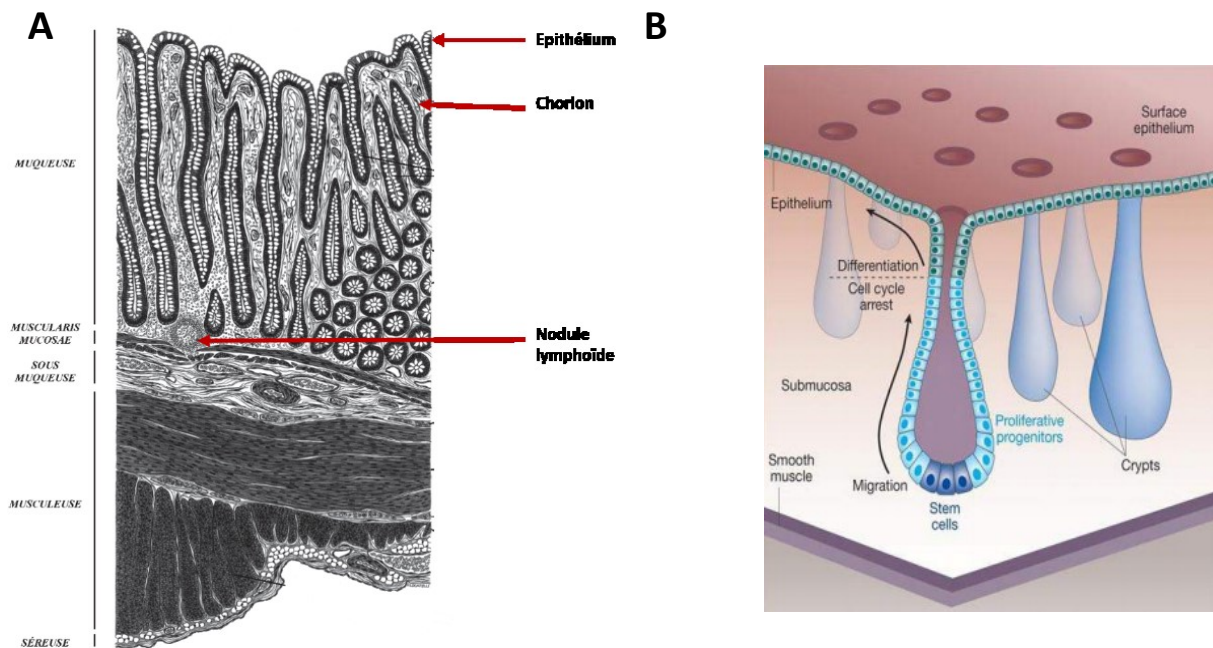 A
MUQUEUSE
MUSCULARIS
MUCOSAE
SOUS
MUQUEUSE
MUSCULEUSE
SÉREUSE
Epithélium
Chorion
Nodule
lymphoïde
B
Surface
epithelium
Epithelium
Differentiation
Cell cycle
arrest
Submucosa
Proliferative
progenitors
Crypts
Smooth
muscle
Migration
Stem
cells